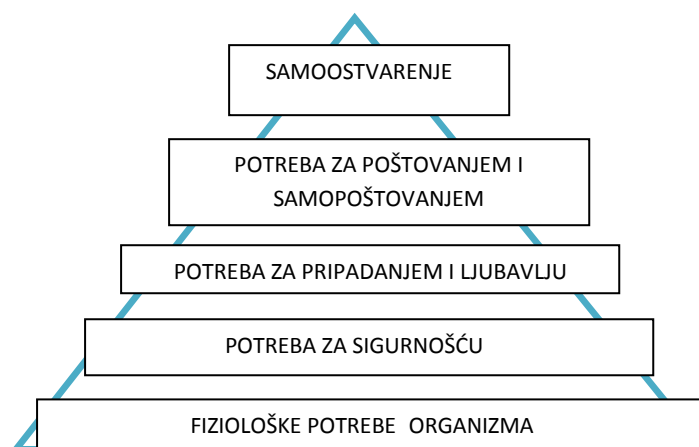 SAMOOSTVARENJE
POTREBA ZA POŠTOVANJEM I
SAMOPOŠTOVANJEM
POTREBA ZA PRIPADANJEM I LJUBAVLJU
POTREBA ZA SIGURNOŠĆU
FIZIOLOŠKE POTREBE ORGANIZMA